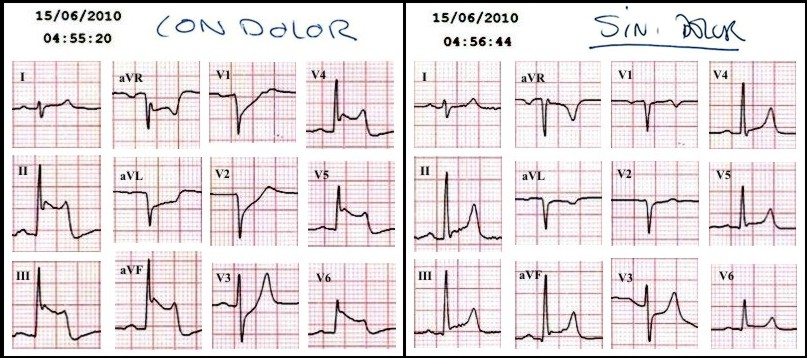 15/06/2010
04:55:20
CON DOLOR
I
aVR
V1
V4
II
aVL
V2
V5
III
aVF
V3
V6
15/06/2010
04:56:44
SIN. DOLOR
I
aVR
V1
V4
II
aVL
V2
V5
III
aVF
V3
V6